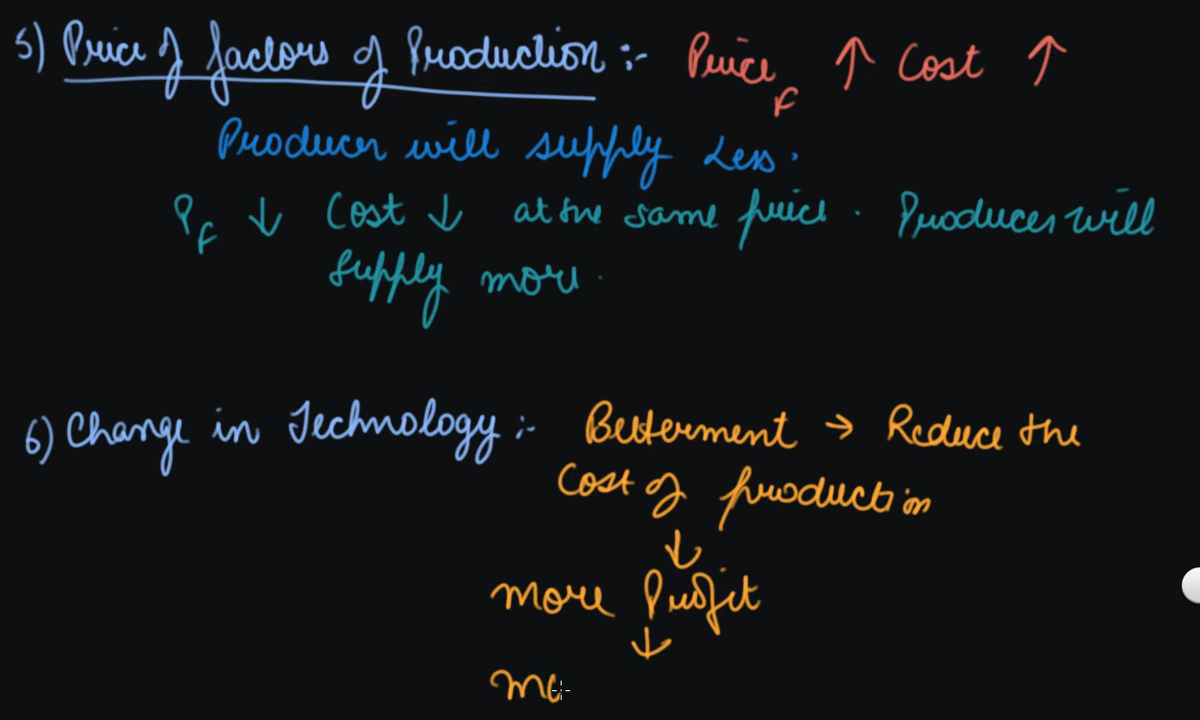 5) Price of factors of Production :- Price F ↑ Cost ↑
Producer will supply Less.
P F ↓ Cost ↓ at the same price. Producer will
supply more.
6) Change in Technology :- Betterment → Reduce the
Cost of production
↓
more Profit
↓
mo